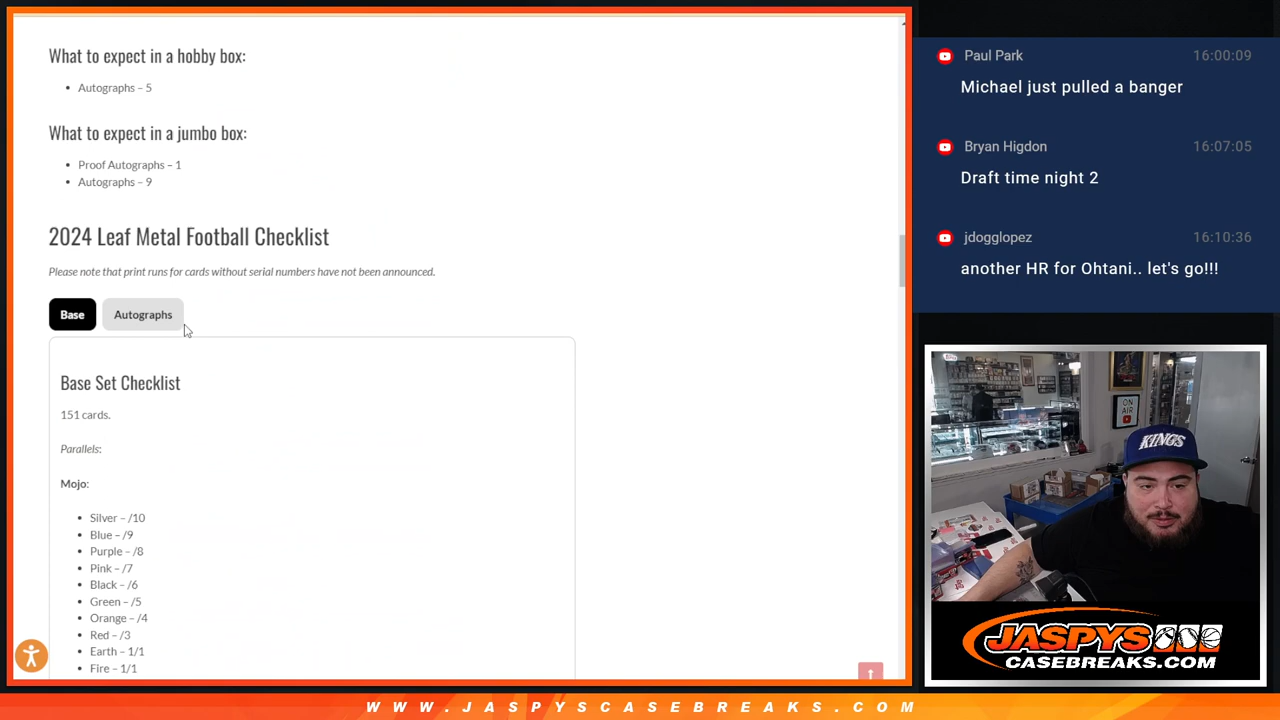 What to expect in a hobby box:
Autographs – 5
What to expect in a jumbo box:
Proof Autographs – 1
Autographs – 9
2024 Leaf Metal Football Checklist
Please note that print runs for cards without serial numbers have not been announced.
Base
Autographs
Base Set Checklist
151 cards.
Parallels:
Mojo:
Silver – /10
Blue – /9
Purple – /8
Pink – /7
Black – /6
Green – /5
Orange – /4
Red – /3
Earth – 1/1
Fire – 1/1
Paul Park 16:00:09
Michael just pulled a banger
Bryan Higdon 16:07:05
Draft time night 2
jdogglopez 16:10:36
another HR for Ohtani.. let's go!!!
ON
AIR
KINGS
JASPYS
CASEBREAKS.COM
WWW.JASPYSCASEBREAKS.COM